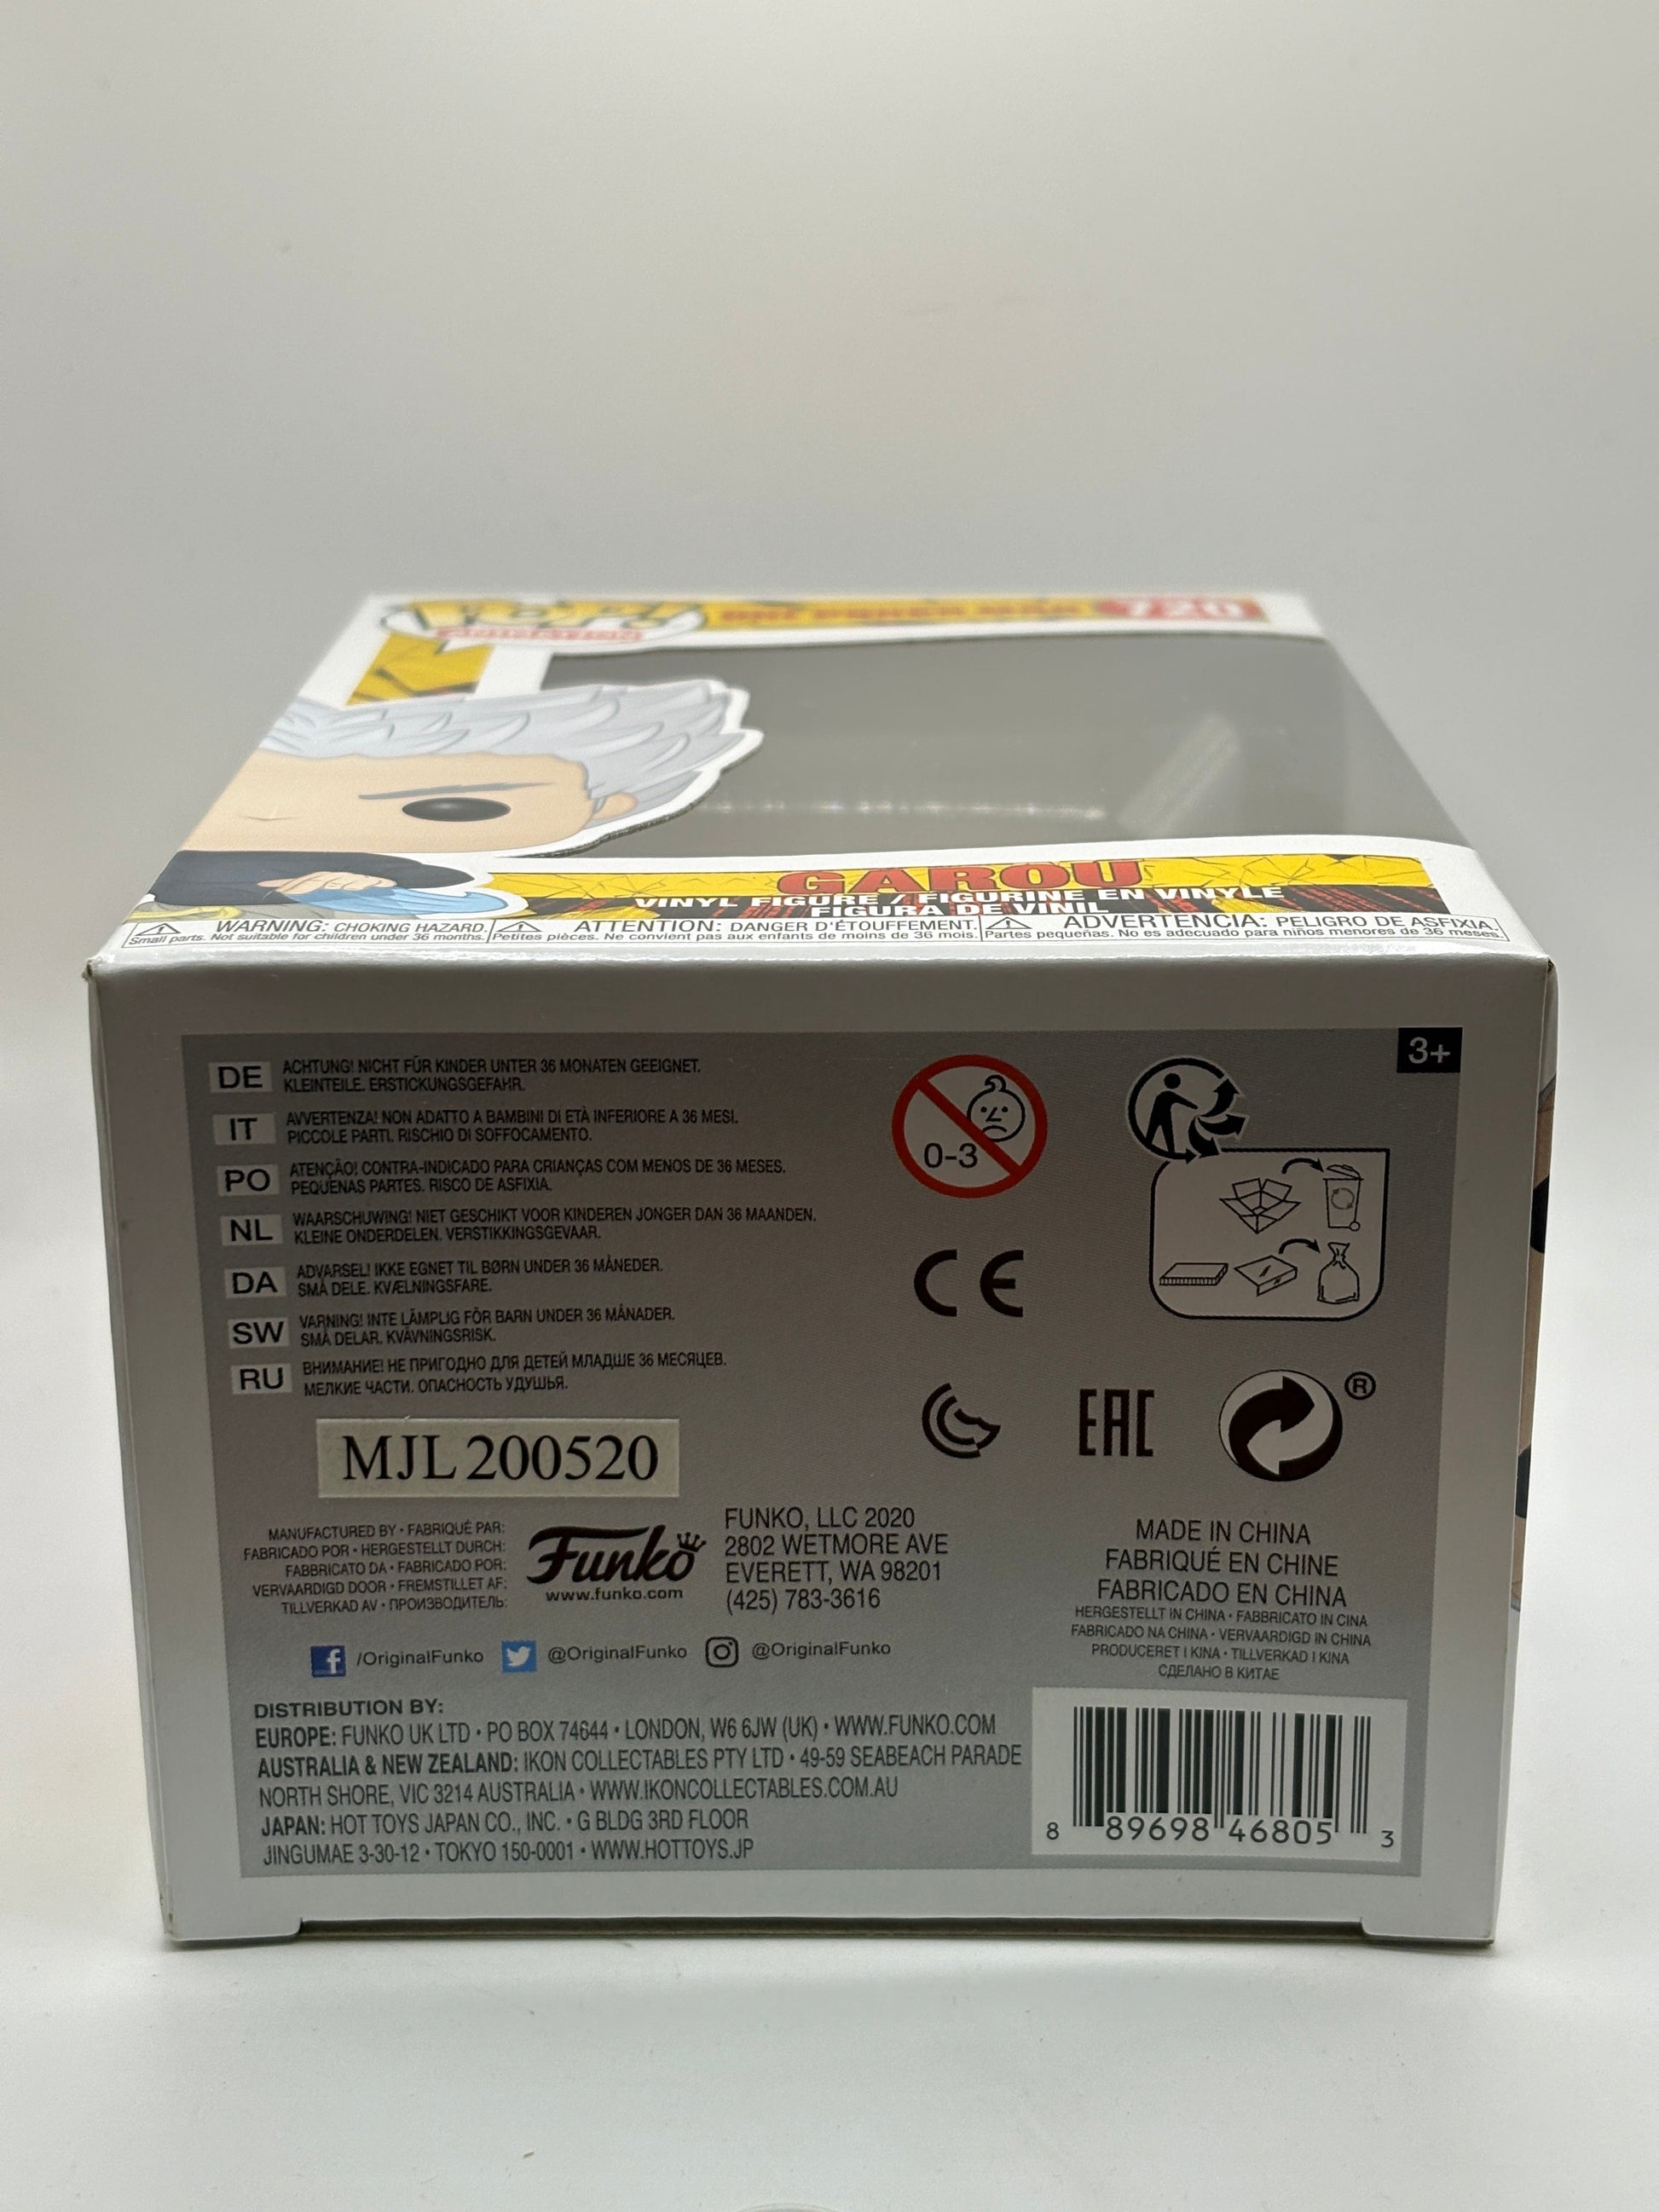 POP!
ANIMATION
ONE PUNCH MAN
720
GAROU
VINYL FIGURE / FIGURINE EN VINYLE
FIGURA DE VINIL
WARNING: CHOKING HAZARD.
Small parts. Not suitable for children under 36 months.
ATTENTION: DANGER D'ÉTOUFFEMENT.
Petites pièces. Ne convient pas aux enfants de moins de 36 mois.
ADVERTENCIA: PELIGRO DE ASFIXIA.
Partes pequeñas. No es adecuado para niños menores de 36 meses.
3+
DE ACHTUNG! NICHT FÜR KINDER UNTER 36 MONATEN GEEIGNET.
KLEINTEILE. ERSTICKUNGSGEFAHR.
IT AVVERTENZA! NON ADATTO A BAMBINI DI ETÀ INFERIORE A 36 MESI.
PICCOLE PARTI. RISCHIO DI SOFFOCAMENTO.
PO ATENÇÃO! CONTRA-INDICADO PARA CRIANÇAS COM MENOS DE 36 MESES.
PEQUENAS PARTES. RISCO DE ASFIXIA.
NL WAARSCHUWING! NIET GESCHIKT VOOR KINDEREN JONGER DAN 36 MAANDEN.
KLEINE ONDERDELEN. VERSTIKKINGSGEVAAR.
DA ADVARSEL! IKKE EGNET TIL BØRN UNDER 36 MÅNEDER.
SMÅ DELE. KVÆLNINGSFARE.
SW VARNING! INTE LÄMPLIG FÖR BARN UNDER 36 MÅNADER.
SMÅ DELAR. KVÄVNINGSRISK.
RU ВНИМАНИЕ! НЕ ПРИГОДНО ДЛЯ ДЕТЕЙ МЛАДШЕ 36 МЕСЯЦЕВ.
МЕЛКИЕ ЧАСТИ. ОПАСНОСТЬ УДУШЬЯ.
0-3
CE
EAC
®
MJL 200520
MANUFACTURED BY • FABRIQUÉ PAR:
FABRICADO POR • HERGESTELLT DURCH:
FABBRICATO DA • FABRICADO POR:
VERVAARDIGD DOOR • FREMSTILLET AF:
TILLVERKAD AV • ПРОИЗВОДИТЕЛЬ:
Funko
www.funko.com
FUNKO, LLC 2020
2802 WETMORE AVE
EVERETT, WA 98201
(425) 783-3616
MADE IN CHINA
FABRIQUÉ EN CHINE
FABRICADO EN CHINA
HERGESTELLT IN CHINA • FABBRICATO IN CINA
FABRICADO NA CHINA • VERVAARDIGD IN CHINA
PRODUCERET I KINA • TILLVERKAD I KINA
СДЕЛАНО В КИТАЕ
/OriginalFunko @OriginalFunko @OriginalFunko
DISTRIBUTION BY:
EUROPE: FUNKO UK LTD • PO BOX 74644 • LONDON, W6 6JW (UK) • WWW.FUNKO.COM
AUSTRALIA & NEW ZEALAND: IKON COLLECTABLES PTY LTD • 49-59 SEABEACH PARADE
NORTH SHORE, VIC 3214 AUSTRALIA • WWW.IKONCOLLECTABLES.COM.AU
JAPAN: HOT TOYS JAPAN CO., INC. • G BLDG 3RD FLOOR
JINGUMAE 3-30-12 • TOKYO 150-0001 • WWW.HOTTOYS.JP
8 89698 46805 3